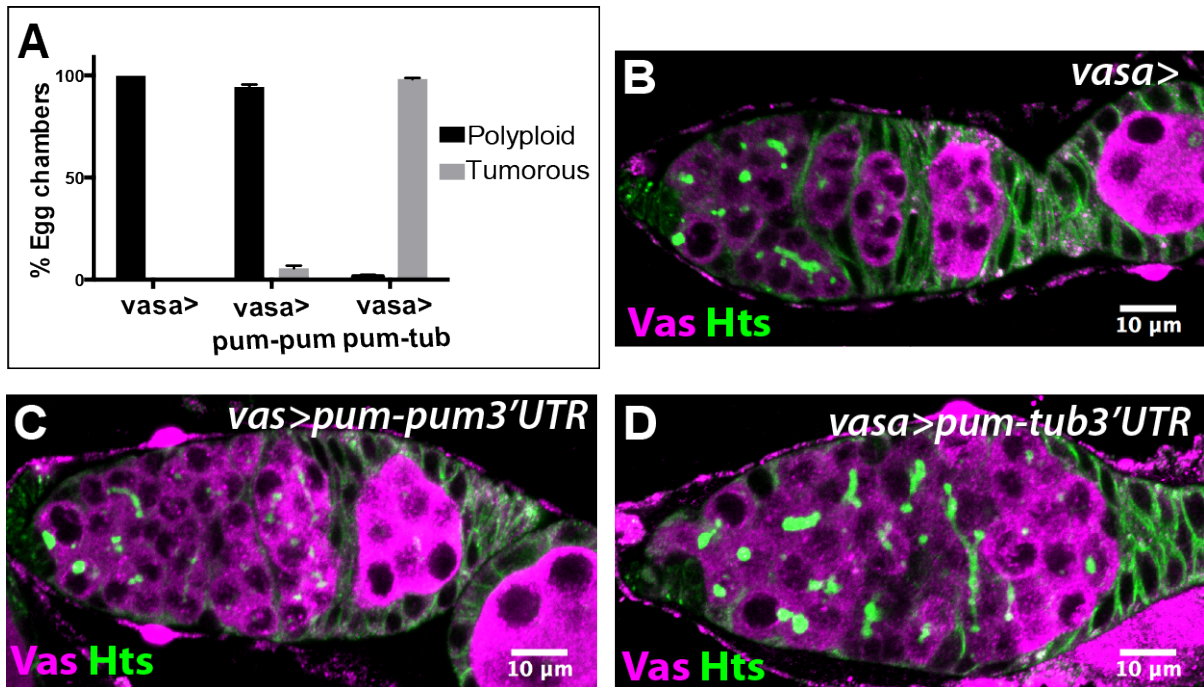 A
% Egg chambers
100
50
0
Polyploid
Tumorous
vasa> vasa> vasa>
pum-pum pum-tub
B
vasa>
Vas Hts
10 μm
C
vas>pum-pum3’UTR
Vas Hts
10 μm
D
vasa>pum-tub3’UTR
Vas Hts
10 μm